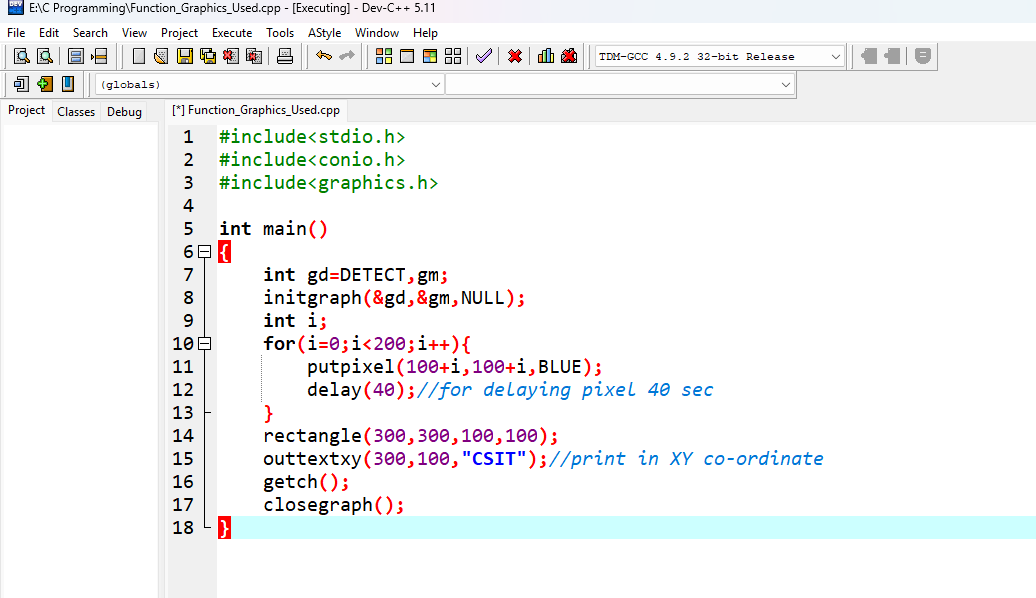 E:\C Programming\Function_Graphics_Used.cpp - [Executing] - Dev-C++ 5.11
File Edit Search View Project Execute Tools AStyle Window Help
TDM-GCC 4.9.2 32-bit Release
(globals)
Project Classes Debug
[*] Function_Graphics_Used.cpp
1 #include<stdio.h>
2 #include<conio.h>
3 #include<graphics.h>
4
5 int main()
6 {
7 int gd=DETECT,gm;
8 initgraph(&gd,&gm,NULL);
9 int i;
10 for(i=0;i<200;i++){
11 putpixel(100+i,100+i,BLUE);
12 delay(40);//for delaying pixel 40 sec
13 }
14 rectangle(300,300,100,100);
15 outtextxy(300,100,"CSIT");//print in XY co-ordinate
16 getch();
17 closegraph();
18 }